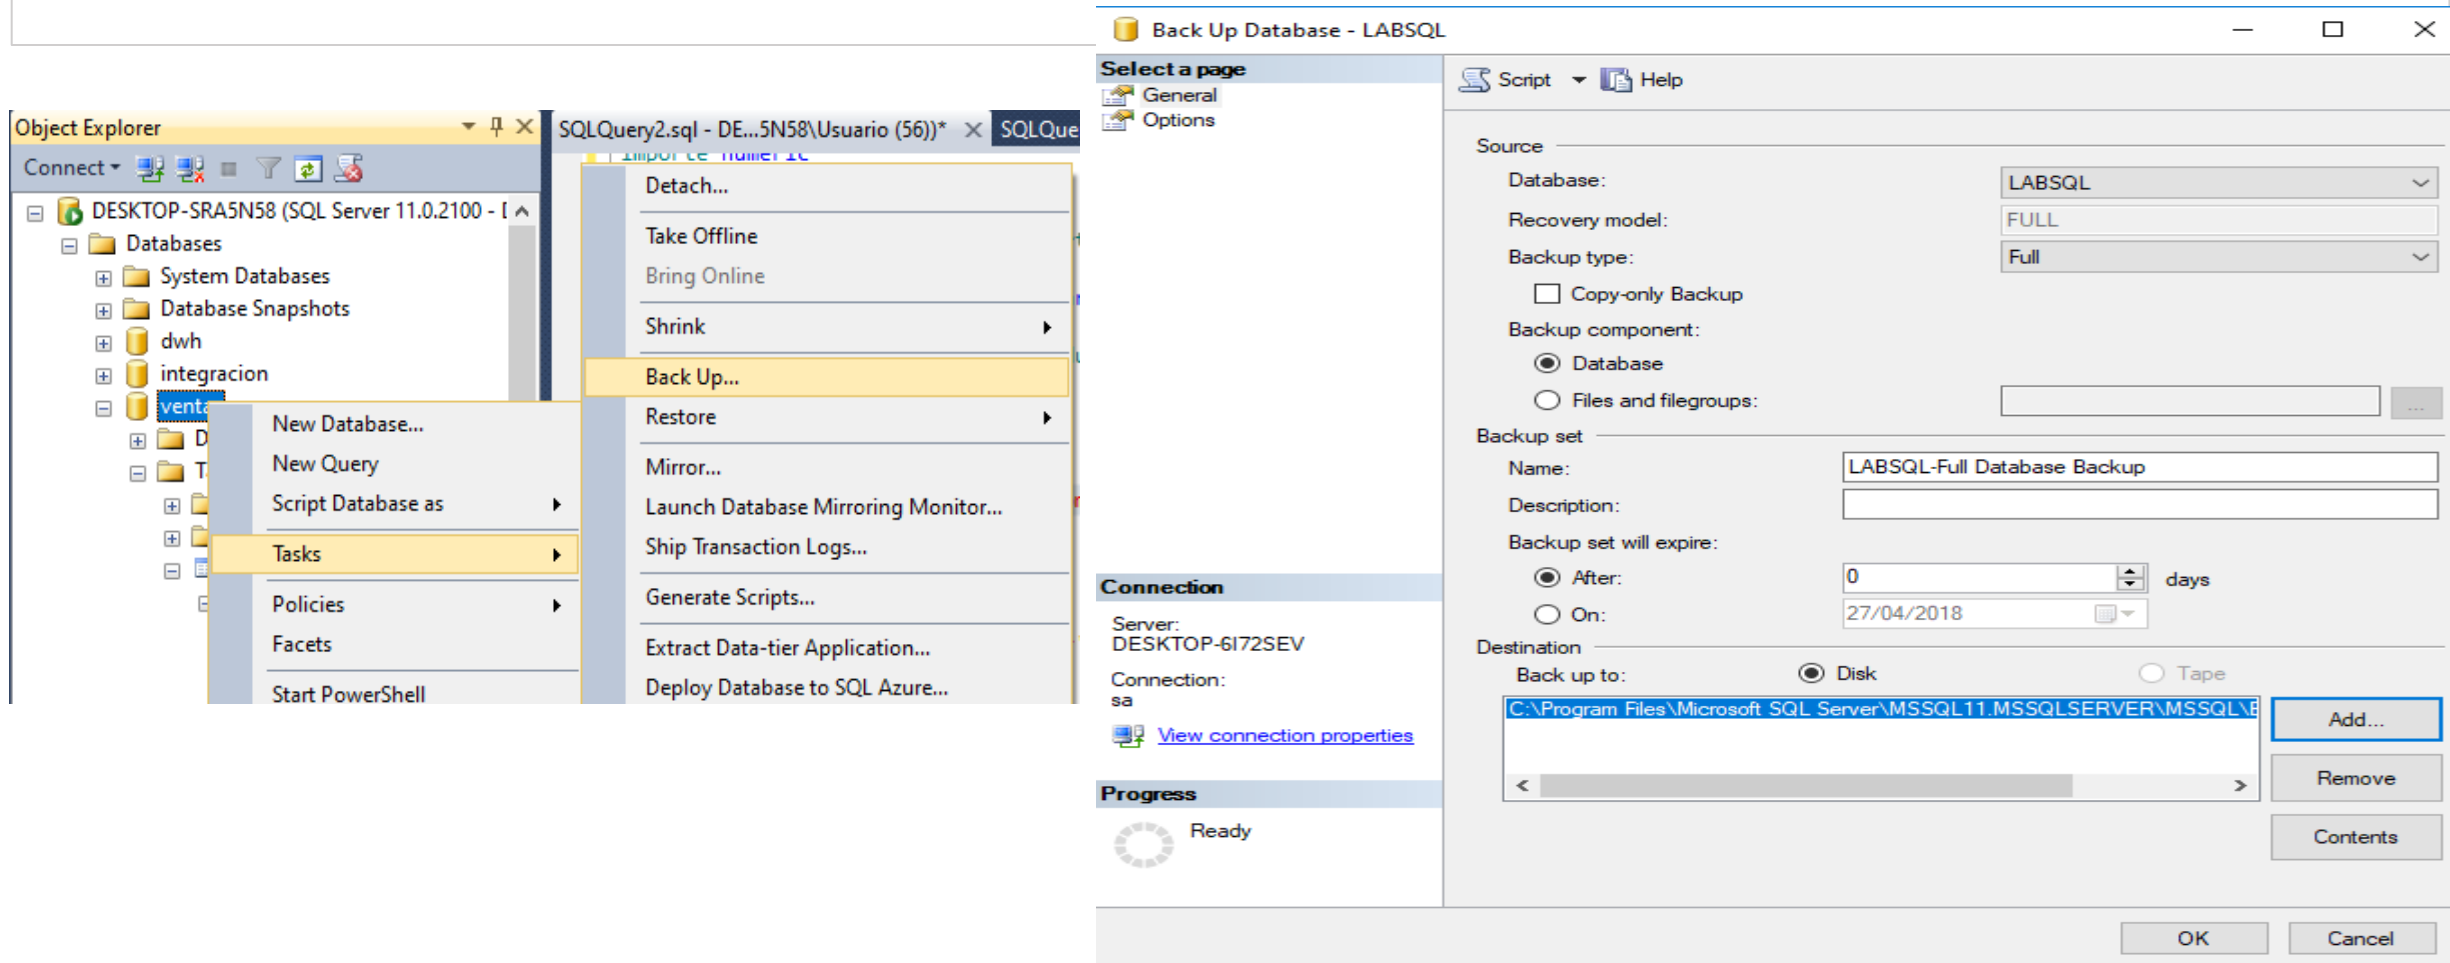 Object Explorer
Connect
DESKTOP-SRA5N58 (SQL Server 11.0.2100 -
Databases
System Databases
Database Snapshots
dwh
integracion
New Database...
New Query
Script Database as
Tasks
Policies
Facets
Start PowerShell
SQLQuery2.sql - DE...5N58\Usuario (56))*
importe numeric
Detach...
Take Offline
Bring Online
Shrink
Back Up...
Restore
Mirror...
Launch Database Mirroring Monitor...
Ship Transaction Logs...
Generate Scripts...
Extract Data-tier Application...
Deploy Database to SQL Azure...
Back Up Database - LABSQL
Select a page
General
Options
Connection
Server:
DESKTOP-6I72SEV
Connection:
sa
View connection properties
Progress
Ready
Script Help
Source
Database: LABSQL
Recovery model: FULL
Backup type: Full
Copy-only Backup
Backup component:
Database
Files and filegroups: ...
Backup set
Name: LABSQL-Full Database Backup
Description:
Backup set will expire:
After: 0 days
On: 27/04/2018
Destination
Back up to: Disk Tape
C:\Program Files\Microsoft SQL Server\MSSQL11.MSSQLSERVER\MSSQL\
Add...
Remove
Contents
OK Cancel